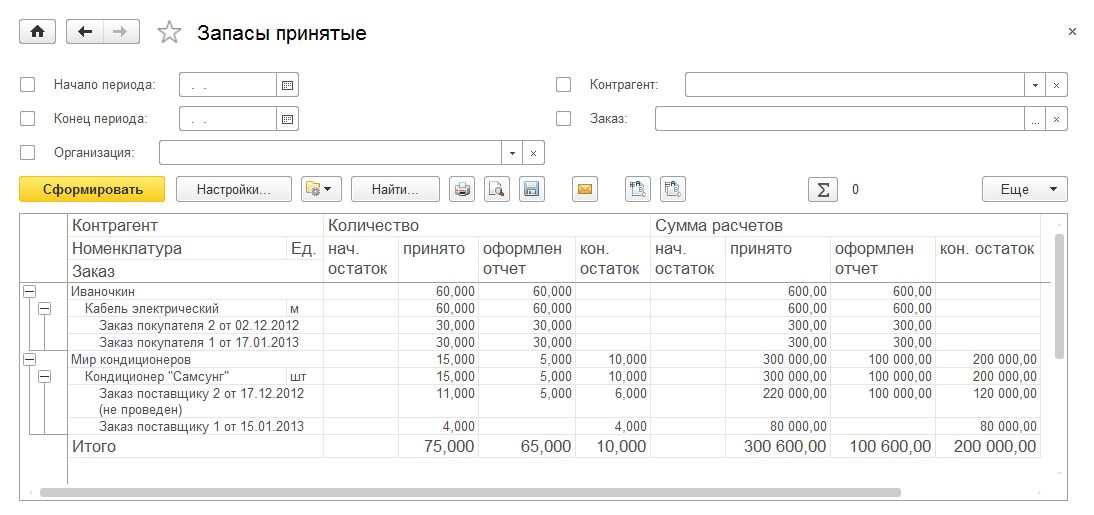 Запасы принятые
Начало периода: . . Контрагент:
Конец периода: . . Заказ: ...
Организация:
Сформировать Настройки... Найти... Σ 0 Еще
Контрагент Количество Сумма расчетов
Номенклатура Ед. нач. остаток принято оформлен отчет кон. остаток нач. остаток принято оформлен отчет кон. остаток
Заказ
Иваночкин 60,000 60,000 600,00 600,00
Кабель электрический м 60,000 60,000 600,00 600,00
Заказ покупателя 2 от 02.12.2012 30,000 30,000 300,00 300,00
Заказ покупателя 1 от 17.01.2013 30,000 30,000 300,00 300,00
Мир кондиционеров 15,000 5,000 10,000 300 000,00 100 000,00 200 000,00
Кондиционер "Самсунг" шт 15,000 5,000 10,000 300 000,00 100 000,00 200 000,00
Заказ поставщику 2 от 17.12.2012 11,000 5,000 6,000 220 000,00 100 000,00 120 000,00
(не проведен)
Заказ поставщику 1 от 15.01.2013 4,000 4,000 80 000,00 80 000,00
Итого 75,000 65,000 10,000 300 600,00 100 600,00 200 000,00